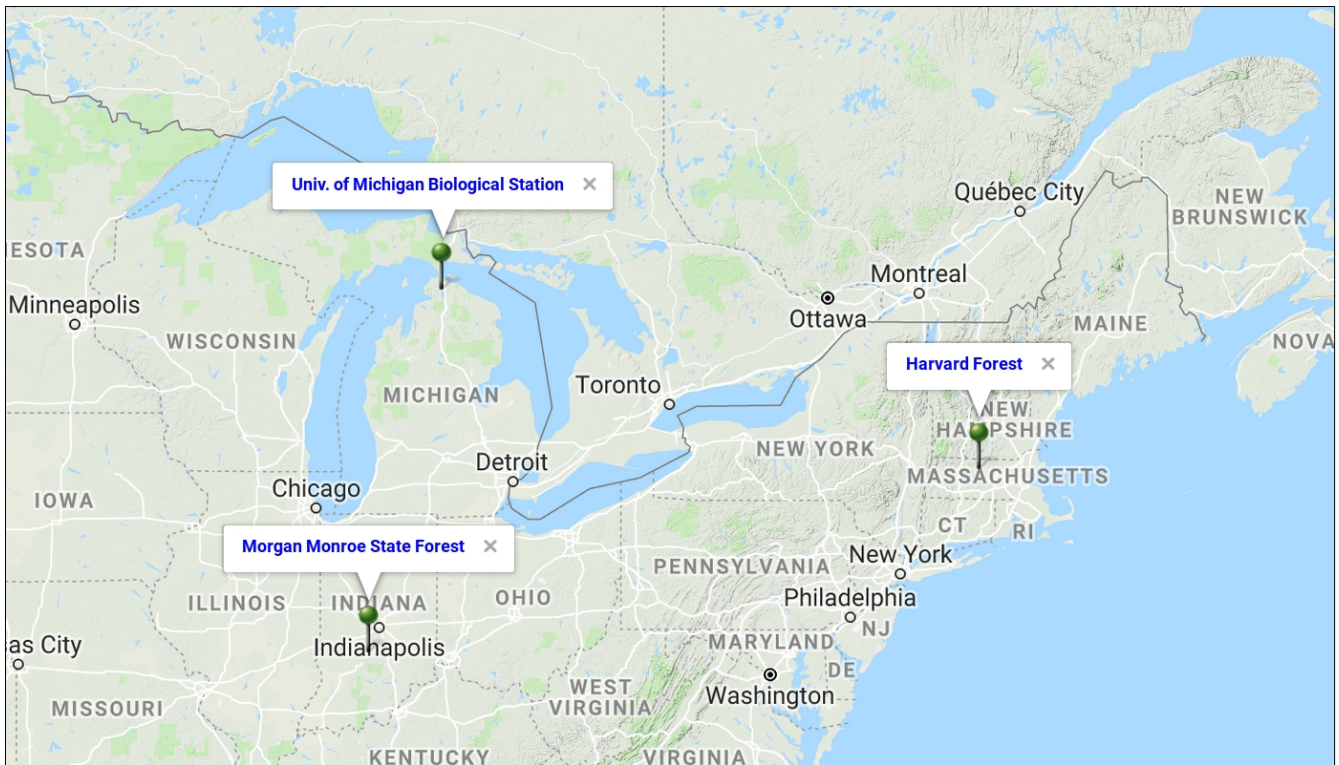 Québec City
NEW
BRUNSWICK
Univ. of Michigan Biological Station
NESOTA
Minneapolis
Montreal
Ottawa
MAINE
WISCONSIN
NOVA
Harvard Forest
Toronto
MICHIGAN
NEW
HAMPSHIRE
NEW YORK
Detroit
MASSACHUSETTS
Chicago
IOWA
CT
RI
Morgan Monroe State Forest
New York
PENNSYLVANIA
ILLINOIS
INDIANA
OHIO
Philadelphia
NJ
Indianapolis
sas City
MARYLAND
DE
Washington
WEST
VIRGINIA
MISSOURI
KENTUCKY
VIRGINIA